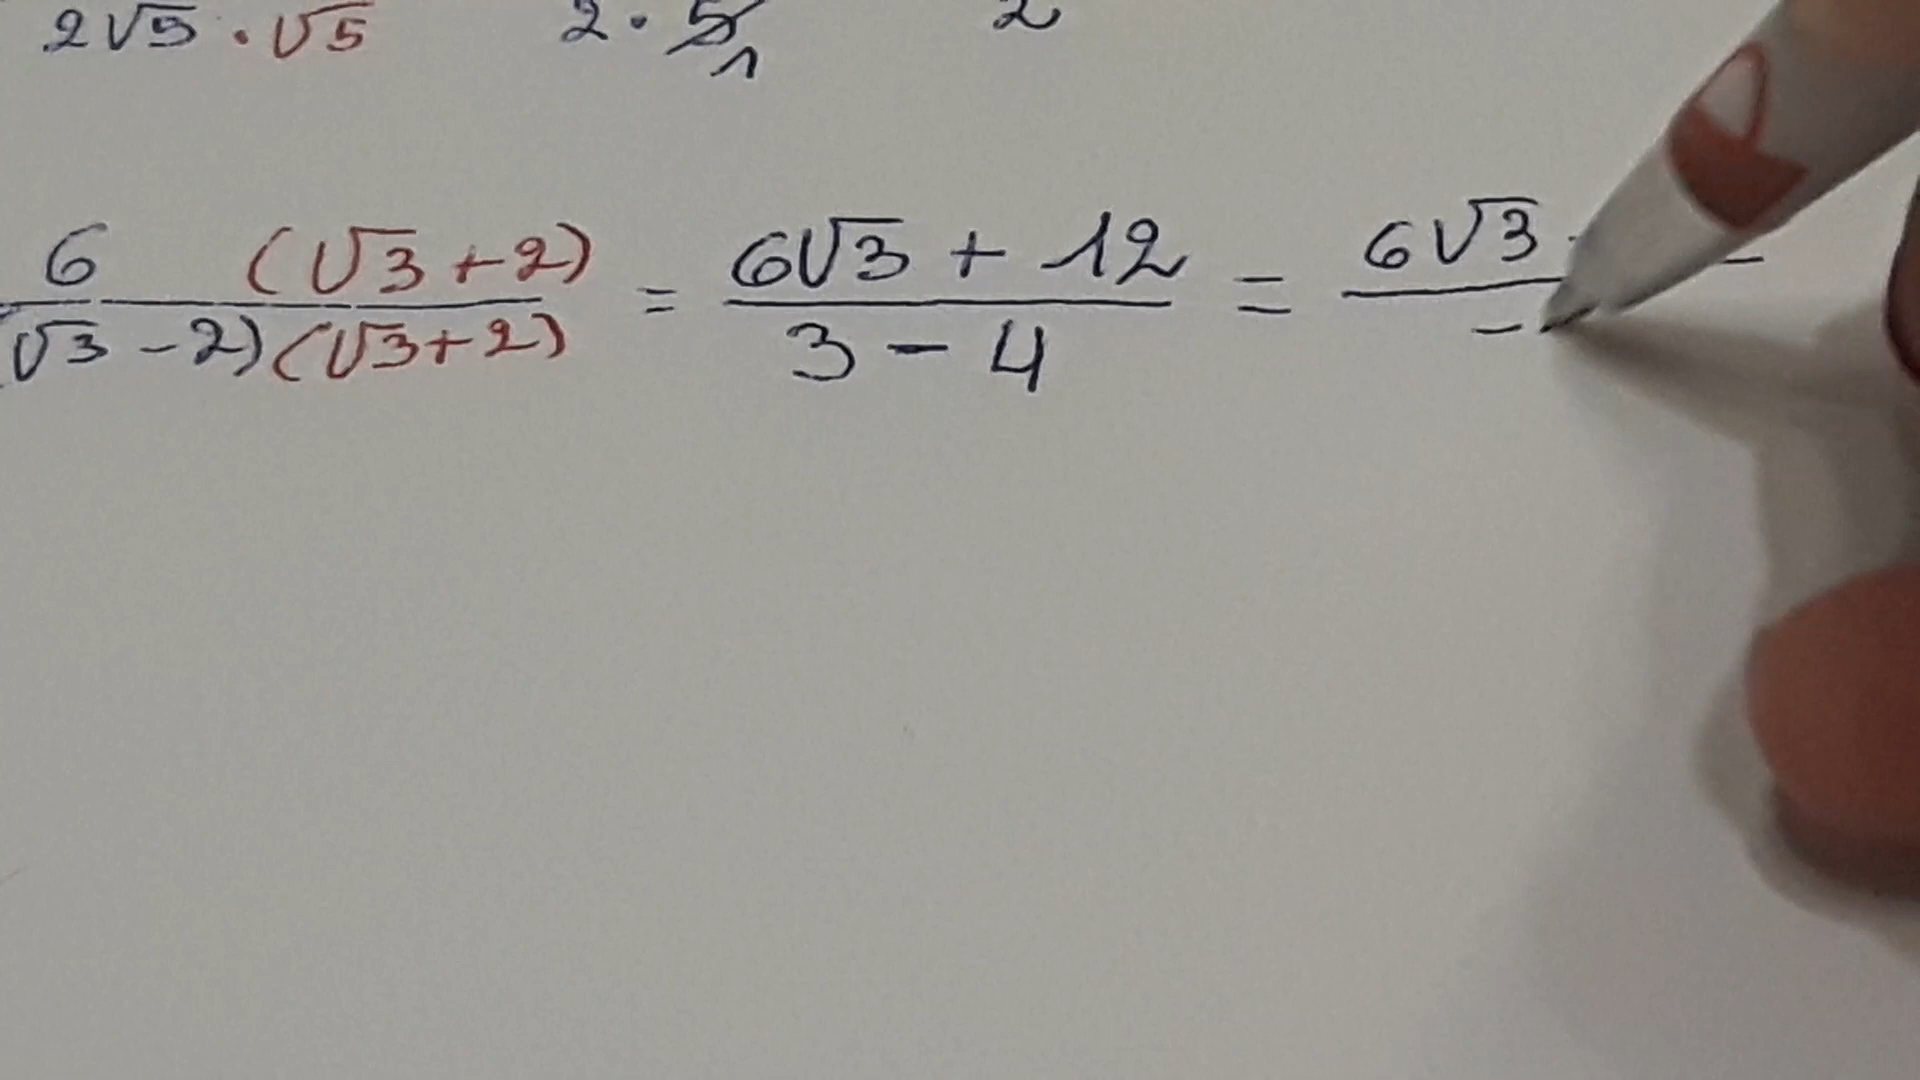 2√5 · √5   2 · 5   2
1
6 (√3 + 2) = 6√3 + 12 = 6√3
√3 - 2) (√3 + 2)   3 - 4   -